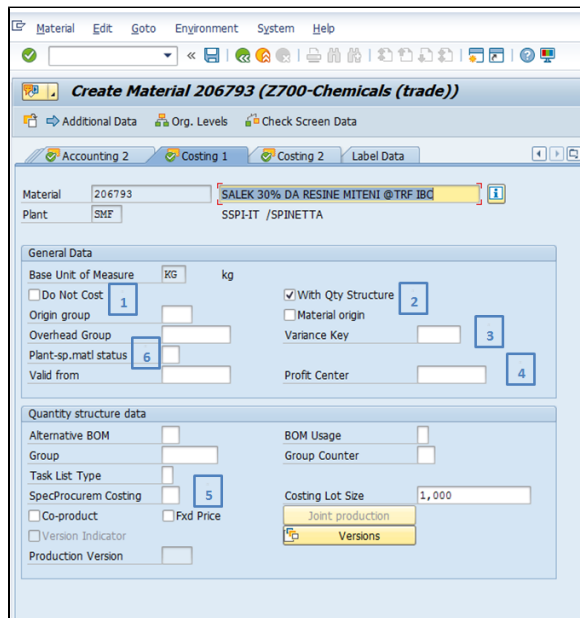 Material Edit Goto Environment System Help
Create Material 206793 (Z700-Chemicals (trade))
Additional Data Org. Levels Check Screen Data
Accounting 2 Costing 1 Costing 2 Label Data
Material 206793 SALEK 30% DA RESINE MITENI @TRF IBC
Plant SMF SSPI-IT /SPINETTA
General Data
Base Unit of Measure KG kg
Do Not Cost 1 With Qty Structure 2
Origin group Material origin
Overhead Group Variance Key 3
Plant-sp.matl status 6
Valid from Profit Center 4
Quantity structure data
Alternative BOM BOM Usage
Group Group Counter
Task List Type
SpecProcurem Costing 5 Costing Lot Size 1,000
Co-product Fxd Price Joint production
Version Indicator Versions
Production Version